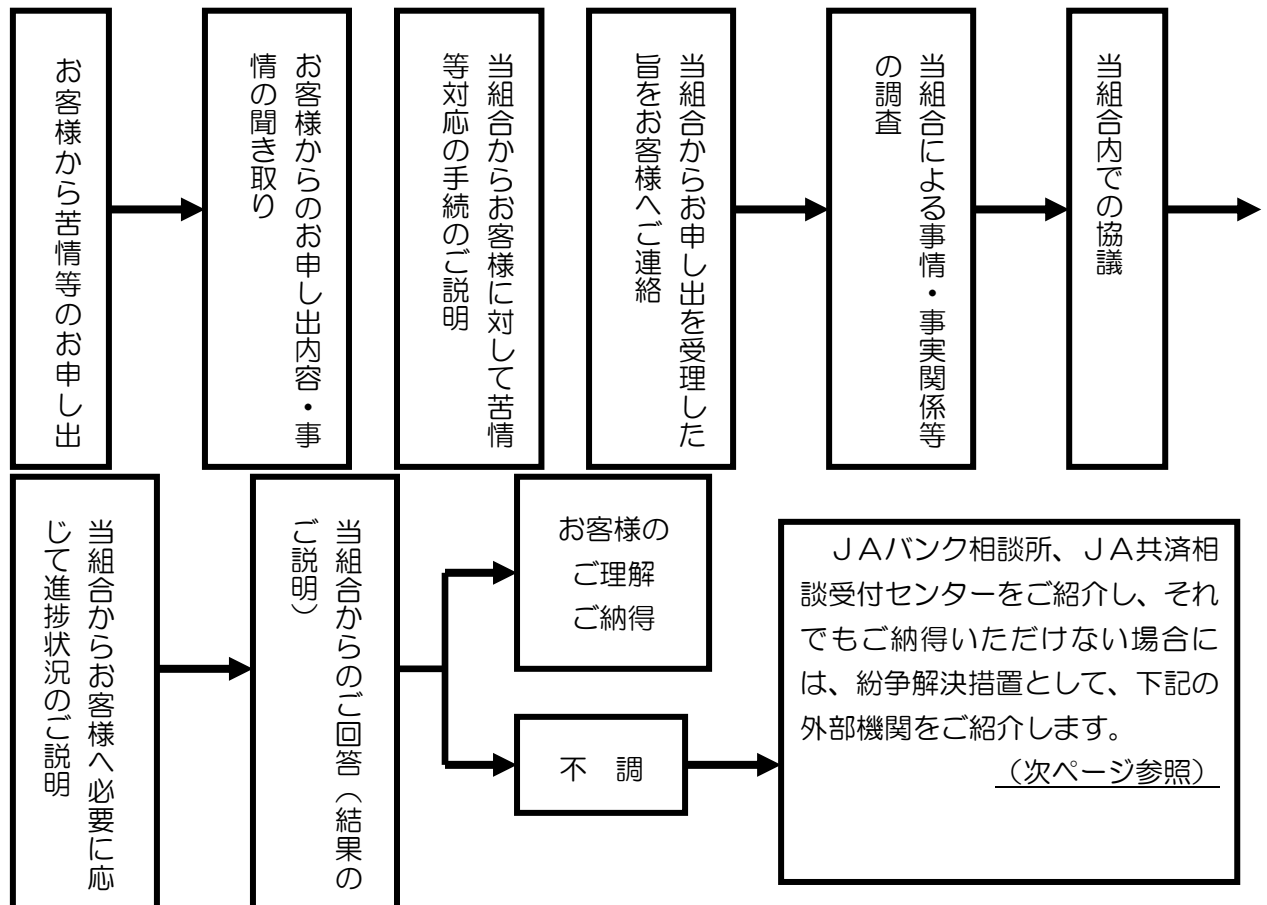 お客様から苦情等のお申し出
お客様からのお申し出内容・事
情の聞き取り
当組合からお客様に対して苦情
等対応の手続のご説明
当組合からお申し出を受理した
旨をお客様へご連絡
当組合による事情・事実関係等
の調査
当組合内での協議
当組合からお客様へ必要に応
じて進捗状況のご説明
当組合からのご回答（結果の
ご説明）
お客様の
ご理解
ご納得
不　調
ＪＡバンク相談所、ＪＡ共済相
談受付センターをご紹介し、それ
でもご納得いただけない場合に
は、紛争解決措置として、下記の
外部機関をご紹介します。
（次ページ参照）